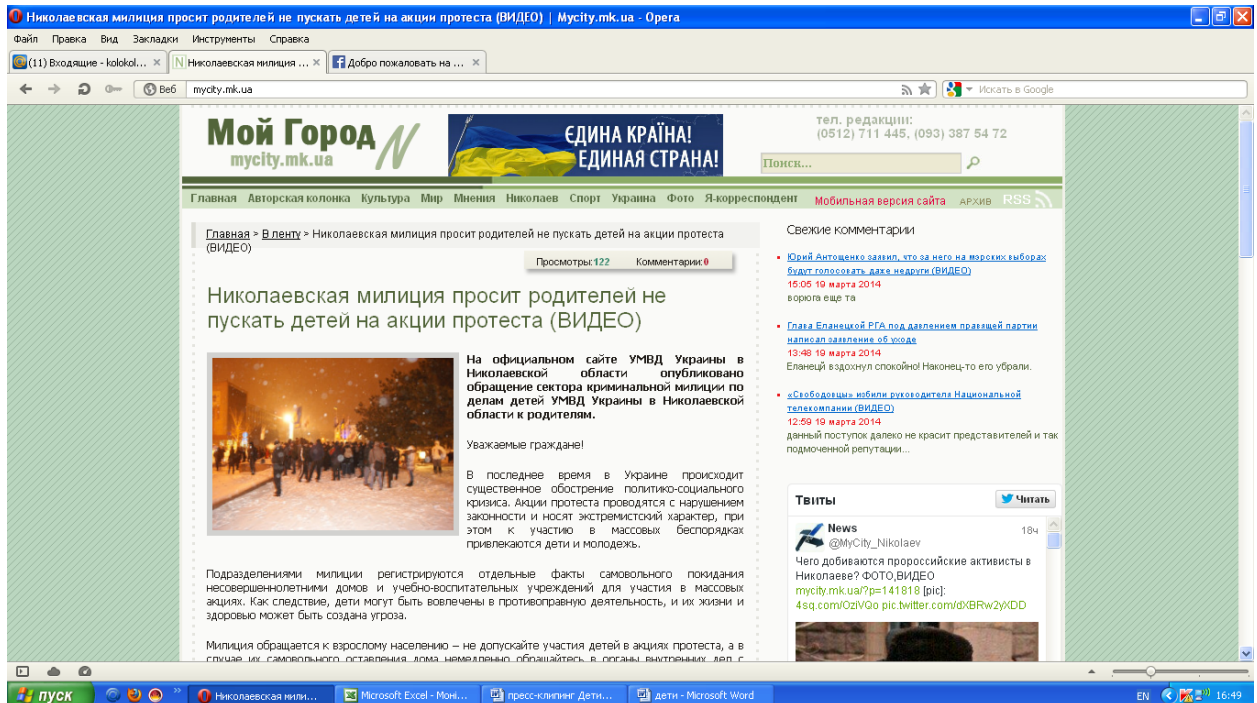 Николаевская милиция просит родителей не пускать детей на акции протеста (ВИДЕО) | Mycity.mk.ua - Opera
Файл Правка Вид Закладки Инструменты Справка
(11) Входящие - kolokol... Николаевская милиция ... Добро пожаловать на ...
Веб mycity.mk.ua Искать в Google
Мой Город
mycity.mk.ua
ЄДИНА КРАЇНА!
ЕДИНАЯ СТРАНА!
тел. редакции:
(0512) 711 445, (093) 387 54 72
Поиск...
Главная Авторская колонка Культура Мир Мнения Николаев Спорт Украина Фото Я-корреспондент Мобильная версия сайта АРХИВ RSS
Главная > В ленту > Николаевская милиция просит родителей не пускать детей на акции протеста
(ВИДЕО)
Просмотры:122 Комментарии:0
Николаевская милиция просит родителей не
пускать детей на акции протеста (ВИДЕО)
На официальном сайте УМВД Украины в
Николаевской области опубликовано
обращение сектора криминальной милиции по
делам детей УМВД Украины в Николаевской
области к родителям.
Уважаемые граждане!
В последнее время в Украине происходит
существенное обострение политико-социального
кризиса. Акции протеста проводятся с нарушением
законности и носят экстремистский характер, при
этом к участию в массовых беспорядках
привлекаются дети и молодежь.
Подразделениями милиции регистрируются отдельные факты самовольного покидания
несовершеннолетними домов и учебно-воспитательных учреждений для участия в массовых
акциях. Как следствие, дети могут быть вовлечены в противоправную деятельность, и их жизни и
здоровью может быть создана угроза.
Милиция обращается к взрослому населению – не допускайте участия детей в акциях протеста, а в
случае их самовольного оставления дома немедленно обращайтесь в органы внутренних дел с
Свежие комментарии
Юрий Антощенко заявил, что за него на мэрских выборах
будут голосовать даже недруги (ВИДЕО)
15:05 19 марта 2014
ворюга еще та
Глава Еланецкой РГА под давлением правящей партии
написал заявление об уходе
13:48 19 марта 2014
Еланець вздохнул спокойно! Наконец-то его убрали.
«Свободовцы» избили руководителя Национальной
телекомпании (ВИДЕО)
12:59 19 марта 2014
данный поступок далеко не красит представителей и так
подмоченной репутации...
Твиты Читать
News 18ч
@MyCity_Nikolaev
Чего добиваются пророссийские активисты в
Николаеве? ФОТО,ВИДЕО
mycity.mk.ua/?p=141818 [pic]:
4sq.com/OziVQo pic.twitter.com/dXBRw2yXDD
пуск Николаевская мили... Microsoft Excel - Моні... пресс-клипинг Дети... дети - Microsoft Word EN 16:49